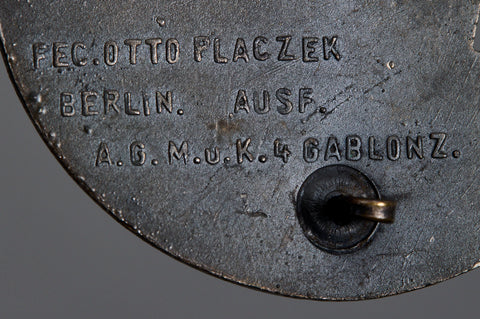 FEC. OTTO PLACZEK
BERLIN. AUSF.
A. G. M. u. K. 4 GABLONZ.